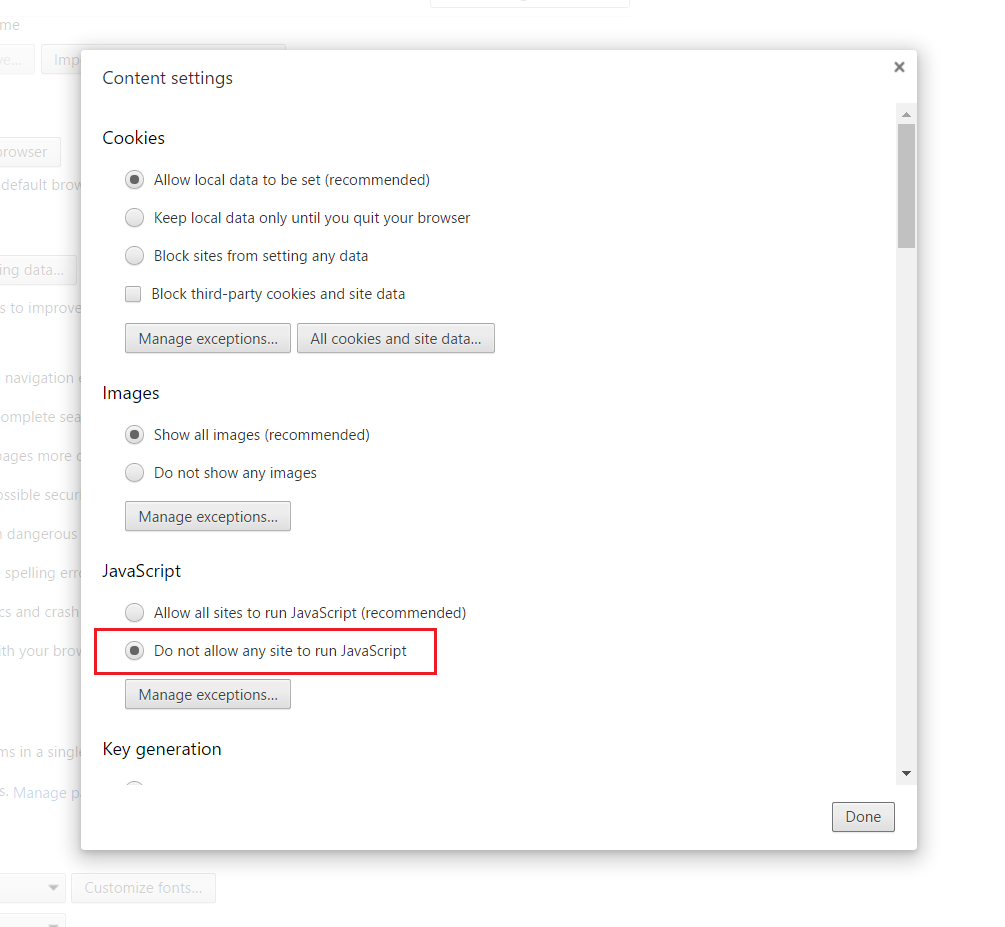 me
ve...
Imp
Content settings
Cookies
browser
Allow local data to be set (recommended)
default brow
Keep local data only until you quit your browser
Block sites from setting any data
ing data...
Block third-party cookies and site data
s to improve
Manage exceptions...
All cookies and site data...
navigation e
Images
omplete sea
Show all images (recommended)
pages more
Do not show any images
ossible secur
Manage exceptions...
n dangerous
spelling erro
JavaScript
cs and crash
Allow all sites to run JavaScript (recommended)
ith your brow
Do not allow any site to run JavaScript
Manage exceptions...
ms in a single
Key generation
s. Manage p
Done
Customize fonts...